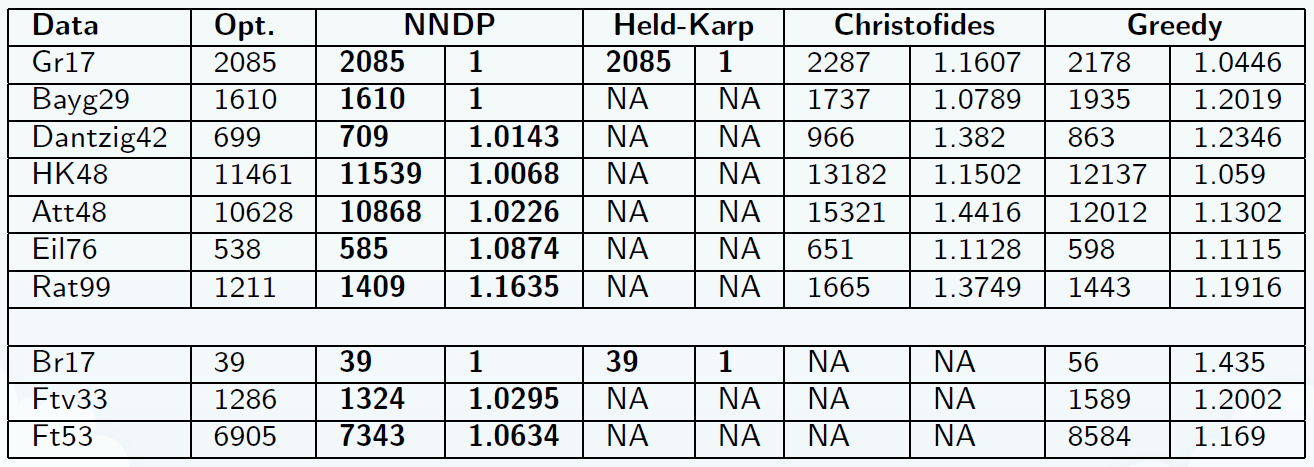 Data Opt. NNDP Held-Karp Christofides Greedy
Gr17 2085 2085 1 2085 1 2287 1.1607 2178 1.0446
Bayg29 1610 1610 1 NA NA 1737 1.0789 1935 1.2019
Dantzig42 699 709 1.0143 NA NA 966 1.382 863 1.2346
HK48 11461 11539 1.0068 NA NA 13182 1.1502 12137 1.059
Att48 10628 10868 1.0226 NA NA 15321 1.4416 12012 1.1302
Eil76 538 585 1.0874 NA NA 651 1.1128 598 1.1115
Rat99 1211 1409 1.1635 NA NA 1665 1.3749 1443 1.1916
Br17 39 39 1 39 1 NA NA 56 1.435
Ftv33 1286 1324 1.0295 NA NA NA NA 1589 1.2002
Ft53 6905 7343 1.0634 NA NA NA NA 8584 1.169